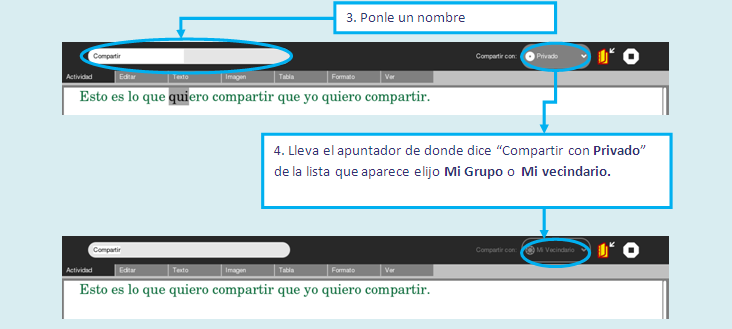 3. Ponle un nombre
Compartir
Compartir con: Privado
Actividad Editar Texto Imagen Tabla Formato Ver
Esto es lo que quiero compartir que yo quiero compartir.
4. Lleva el apuntador de donde dice “Compartir con Privado”
de la lista que aparece elijo Mi Grupo o Mi vecindario.
Compartir
Compartir con: Mi Vecindario
Actividad Editar Texto Imagen Tabla Formato Ver
Esto es lo que quiero compartir que yo quiero compartir.